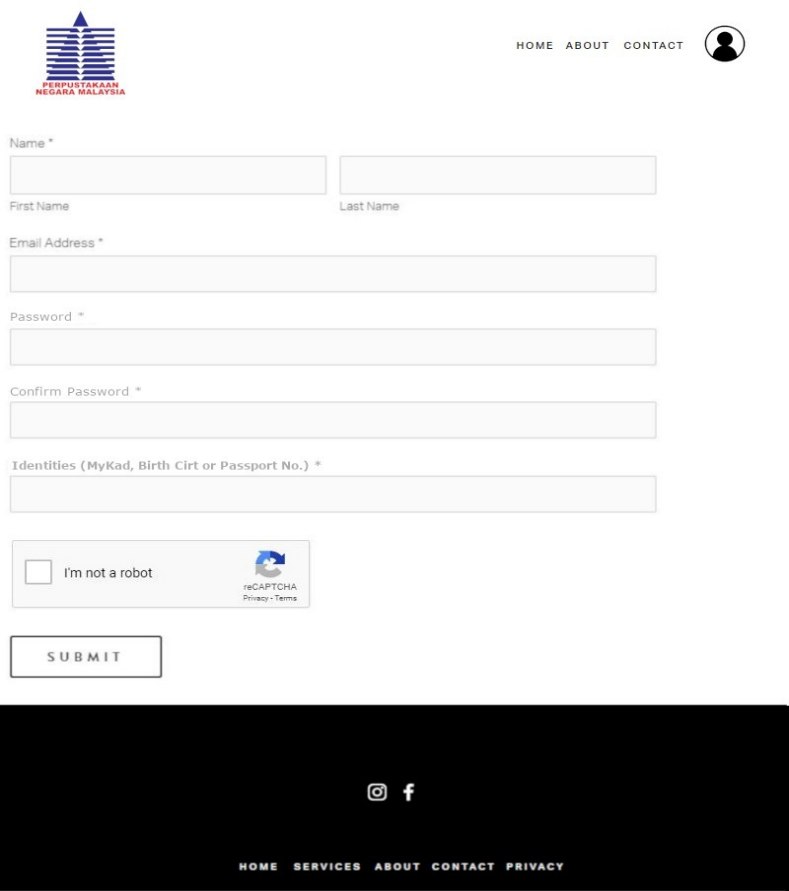 PERPUSTAKAAN
NEGARA MALAYSIA
HOME ABOUT CONTACT
Name *
First Name Last Name
Email Address *
Password *
Confirm Password *
Identities (MyKad, Birth Cirt or Passport No.) *
I'm not a robot
reCAPTCHA
Privacy - Terms
SUBMIT
HOME SERVICES ABOUT CONTACT PRIVACY